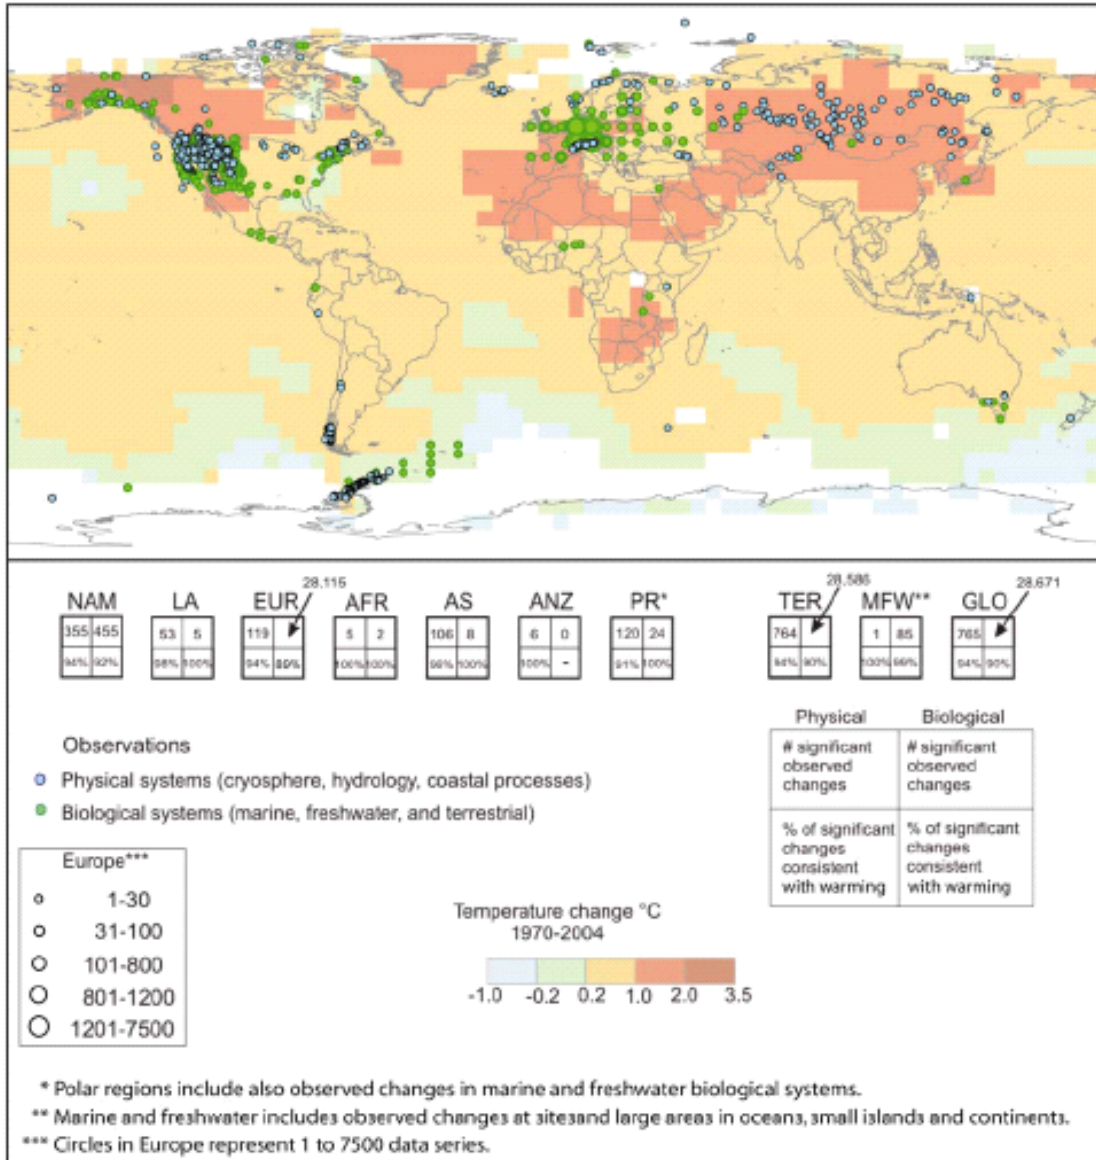 28,115
28,586
28,671
NAM LA EUR AFR AS ANZ PR* TER MFW** GLO
355 455 53 5 119 5 2 106 8 6 0 120 24 764 1 85 765
94% 92% 98% 100% 94% 89% 100% 100% 96% 100% 100% - 91% 100% 94% 90% 100% 99% 94% 90%
Physical Biological
# significant observed changes
# significant observed changes
% of significant changes consistent with warming
% of significant changes consistent with warming
Observations
Physical systems (cryosphere, hydrology, coastal processes)
Biological systems (marine, freshwater, and terrestrial)
Europe***
1-30
31-100
101-800
801-1200
1201-7500
Temperature change °C
1970-2004
-1.0 -0.2 0.2 1.0 2.0 3.5
* Polar regions include also observed changes in marine and freshwater biological systems.
** Marine and freshwater includes observed changes at sitesand large areas in oceans, small islands and continents.
*** Circles in Europe represent 1 to 7500 data series.